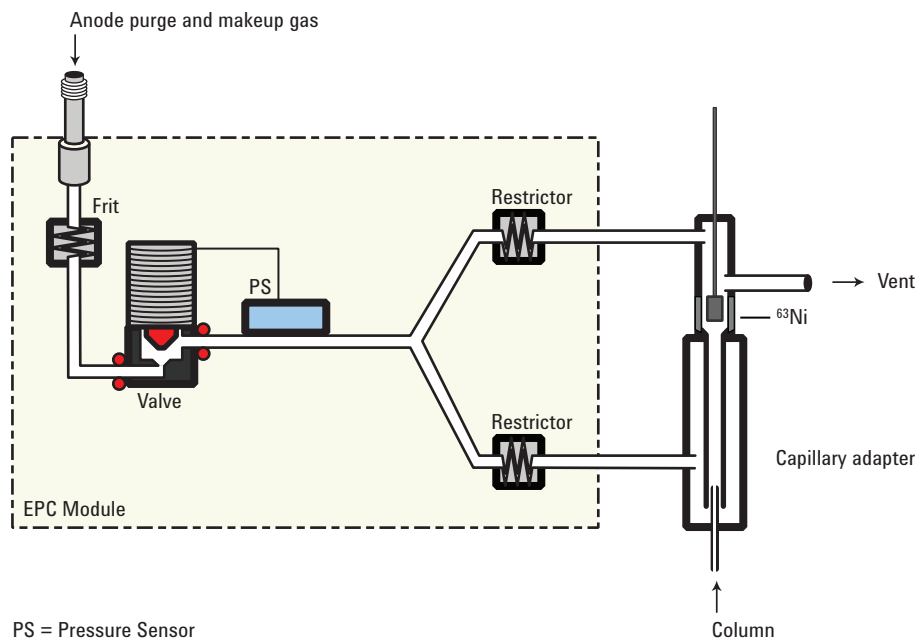 Anode purge and makeup gas
Frit
Restrictor
PS
Vent
⁶³Ni
Valve
Restrictor
Capillary adapter
EPC Module
PS = Pressure Sensor
Column